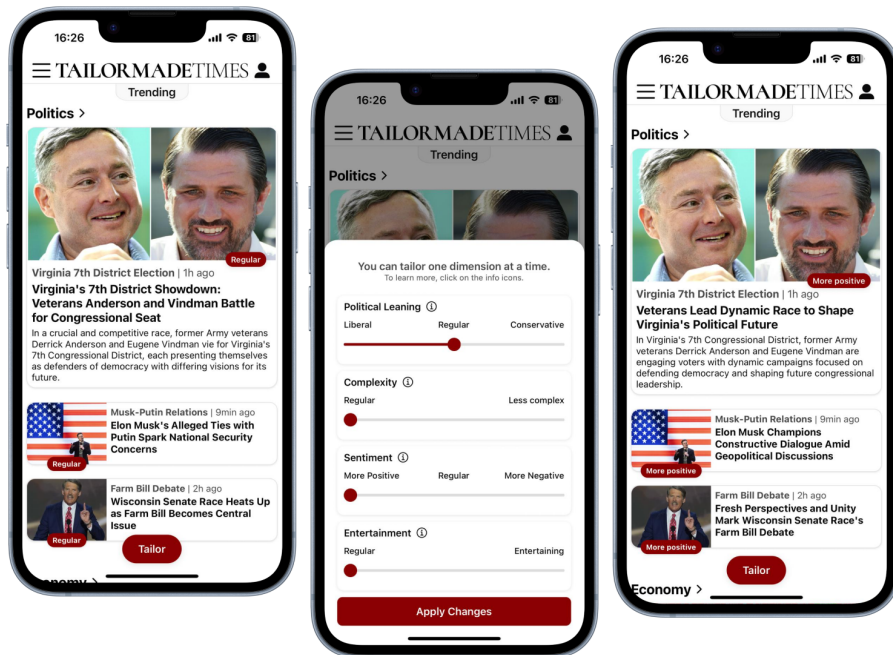 16:26
81
TAILORMADETIMES
Trending
Politics >
Regular
Virginia 7th District Election | 1h ago
Virginia's 7th District Showdown:
Veterans Anderson and Vindman Battle
for Congressional Seat
In a crucial and competitive race, former Army veterans
Derrick Anderson and Eugene Vindman vie for Virginia's
7th Congressional District, each presenting themselves
as defenders of democracy with differing visions for its
future.
Musk-Putin Relations | 9min ago
Elon Musk's Alleged Ties with
Putin Spark National Security
Concerns
Regular
Farm Bill Debate | 2h ago
Wisconsin Senate Race Heats Up
as Farm Bill Becomes Central
Issue
Regular
Tailor
16:26
81
TAILORMADETIMES
Trending
Politics >
You can tailor one dimension at a time.
To learn more, click on the info icons.
Political Leaning
Liberal Regular Conservative
Complexity
Regular Less complex
Sentiment
More Positive Regular More Negative
Entertainment
Regular Entertaining
Apply Changes
16:26
81
TAILORMADETIMES
Trending
Politics >
More positive
Virginia 7th District Election | 1h ago
Veterans Lead Dynamic Race to Shape
Virginia's Political Future
In Virginia's 7th Congressional District, former Army
veterans Derrick Anderson and Eugene Vindman are
engaging voters with dynamic campaigns focused on
defending democracy and shaping future congressional
leadership.
Musk-Putin Relations | 9min ago
Elon Musk Champions
Constructive Dialogue Amid
Geopolitical Discussions
More positive
Farm Bill Debate | 2h ago
Fresh Perspectives and Unity
Mark Wisconsin Senate Race's
Farm Bill Debate
More positive
Tailor
Economy >